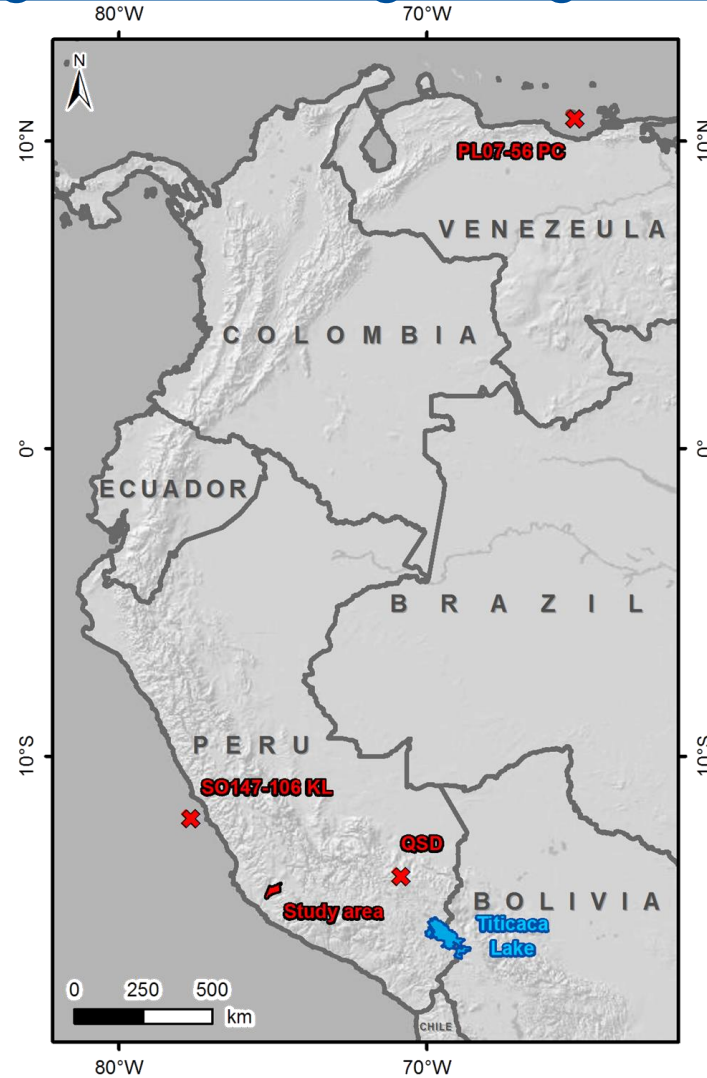 80°W 70°W
N
10°N 10°N
PL07-56 PC
VENEZEULA
COLOMBIA
0° 0°
ECUADOR
BRAZIL
PERU
10°S 10°S
SO147-106 KL
QSD
BOLIVIA
Study area
Titicaca
Lake
0 250 500
km
CHILE
80°W 70°W